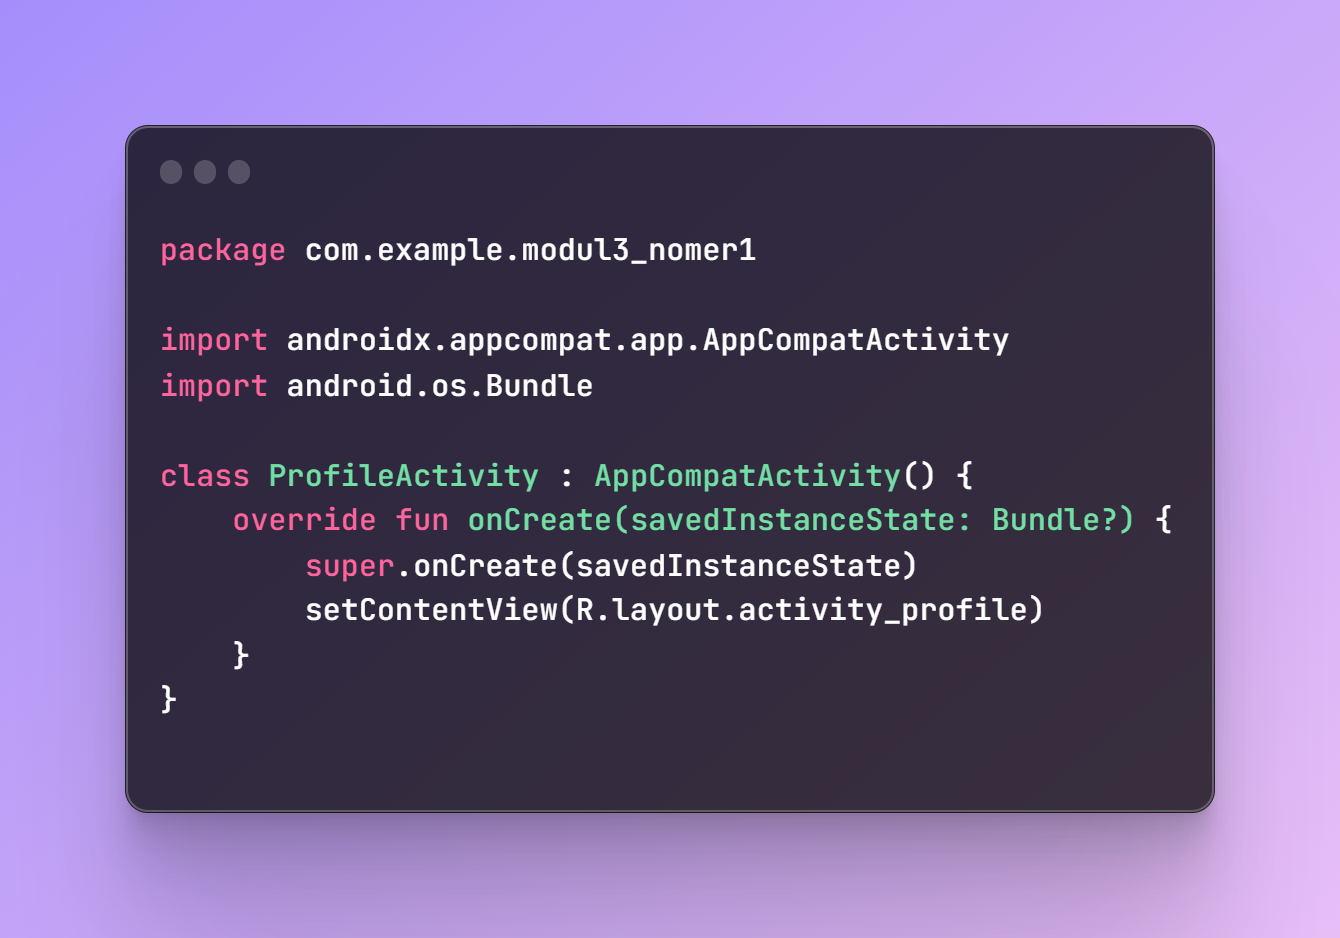 package com.example.modul3_nomer1
import androidx.appcompat.app.AppCompatActivity
import android.os.Bundle
class ProfileActivity : AppCompatActivity() {
    override fun onCreate(savedInstanceState: Bundle?) {
        super.onCreate(savedInstanceState)
        setContentView(R.layout.activity_profile)
    }
}